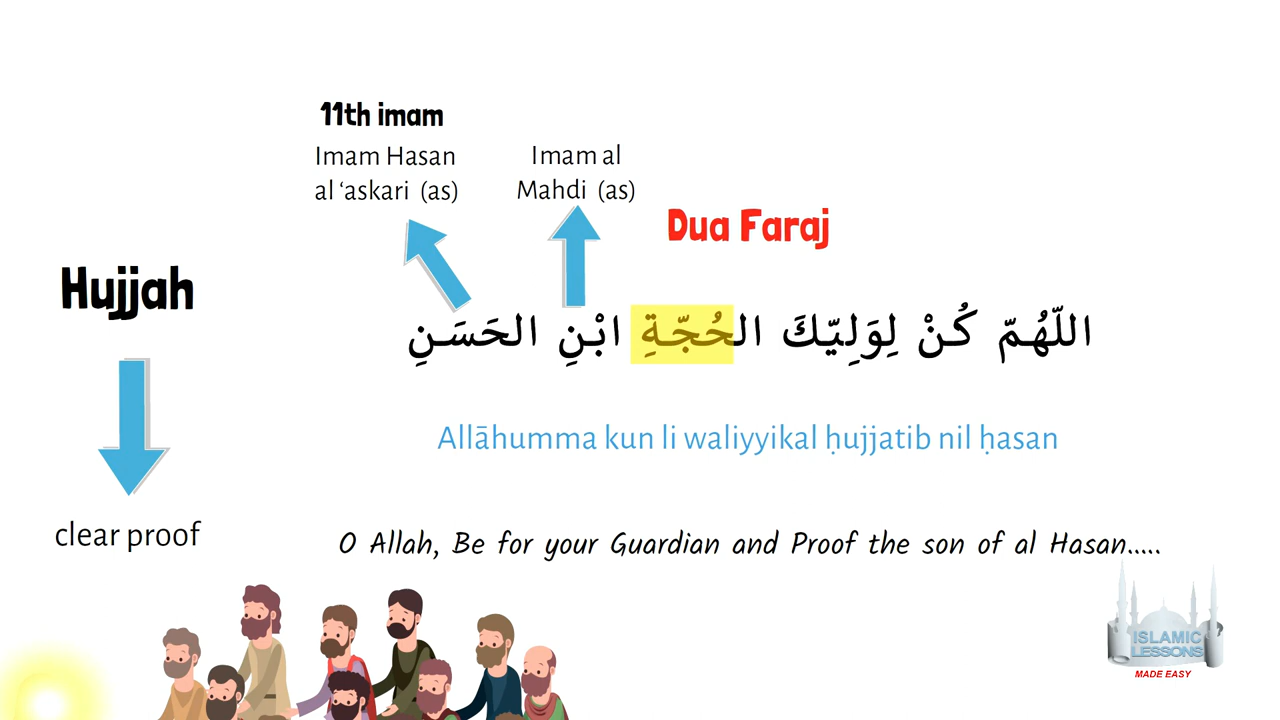 11th imam
Imam Hasan
al ‘askari (as)
Imam al
Mahdi (as)
Dua Faraj
Hujjah
اللّهُمّ كُنْ لِوَلِيّكَ الحُجّةِ ابْنِ الحَسَنِ
Allāhumma kun li waliyyikal ḥujjatib nil ḥasan
clear proof
O Allah, Be for your Guardian and Proof the son of al Hasan.....
ISLAMIC
LESSONS
MADE EASY